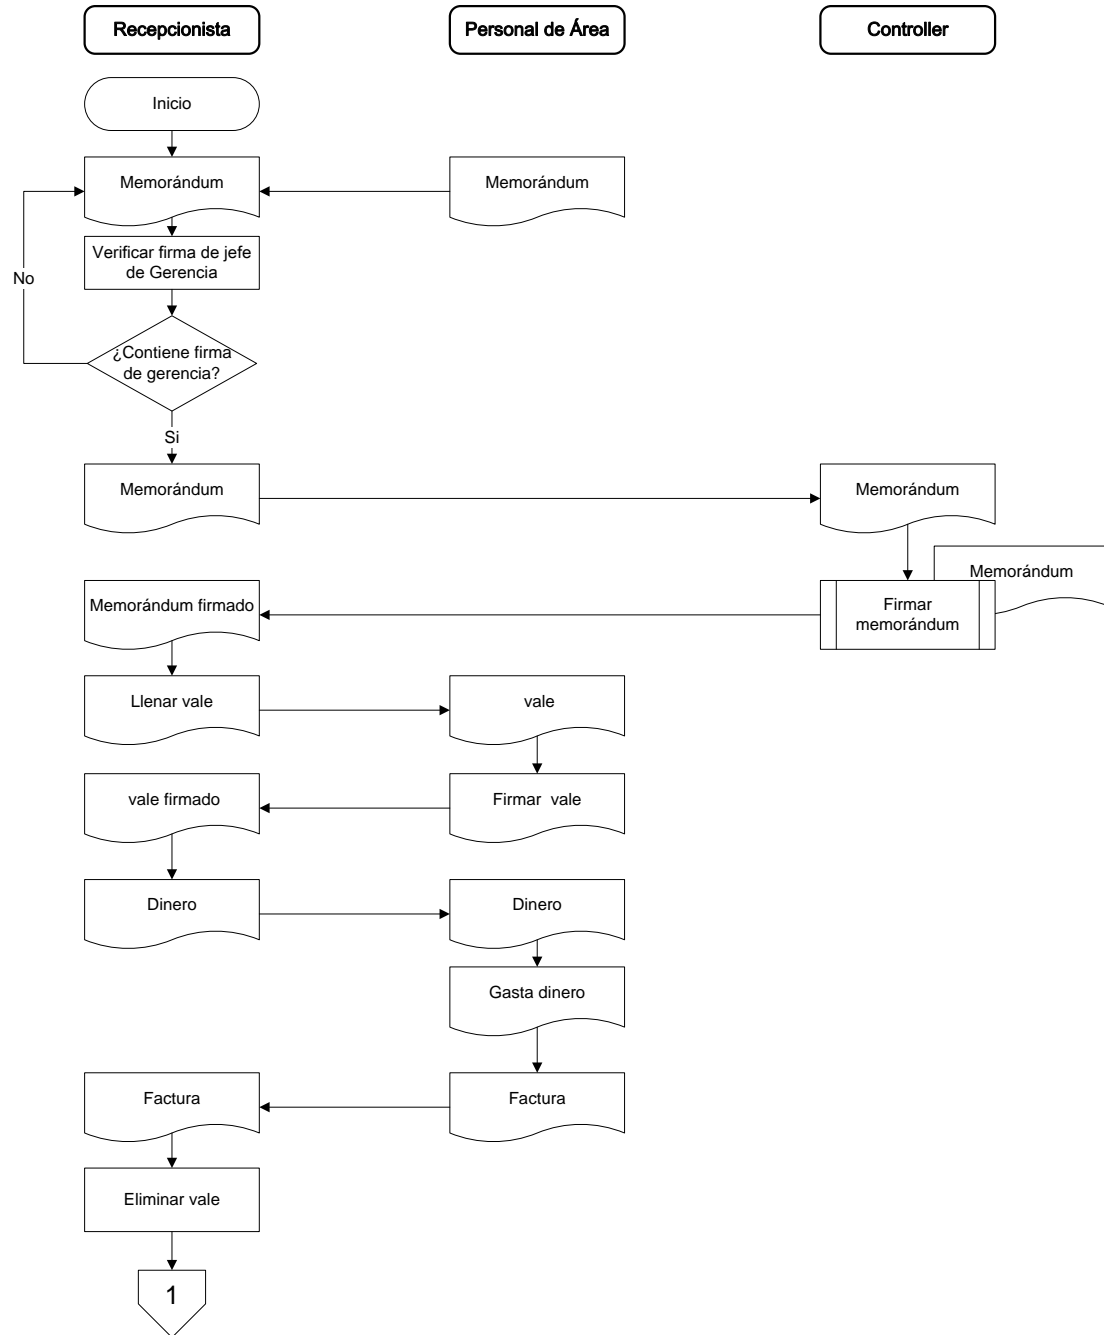 Recepcionista
Personal de Área
Controller
Inicio
Memorándum
Memorándum
Verificar firma de jefe
de Gerencia
No
¿Contiene firma
de gerencia?
Si
Memorándum
Memorándum
Memorándum
Firmar
memorándum
Memorándum firmado
Llenar vale
vale
vale firmado
Firmar vale
Dinero
Dinero
Gasta dinero
Factura
Factura
Eliminar vale
1